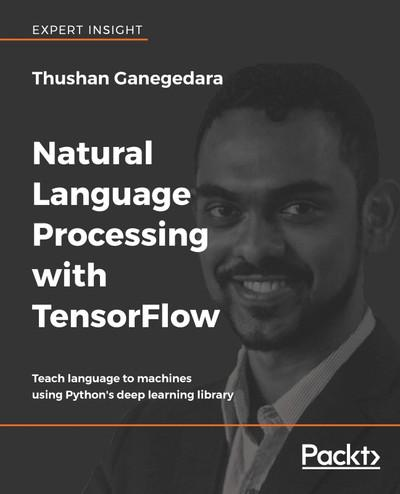 EXPERT INSIGHT
Thushan Ganegedara
Natural
Language
Processing
with
TensorFlow
Teach language to machines
using Python's deep learning library
Packt>